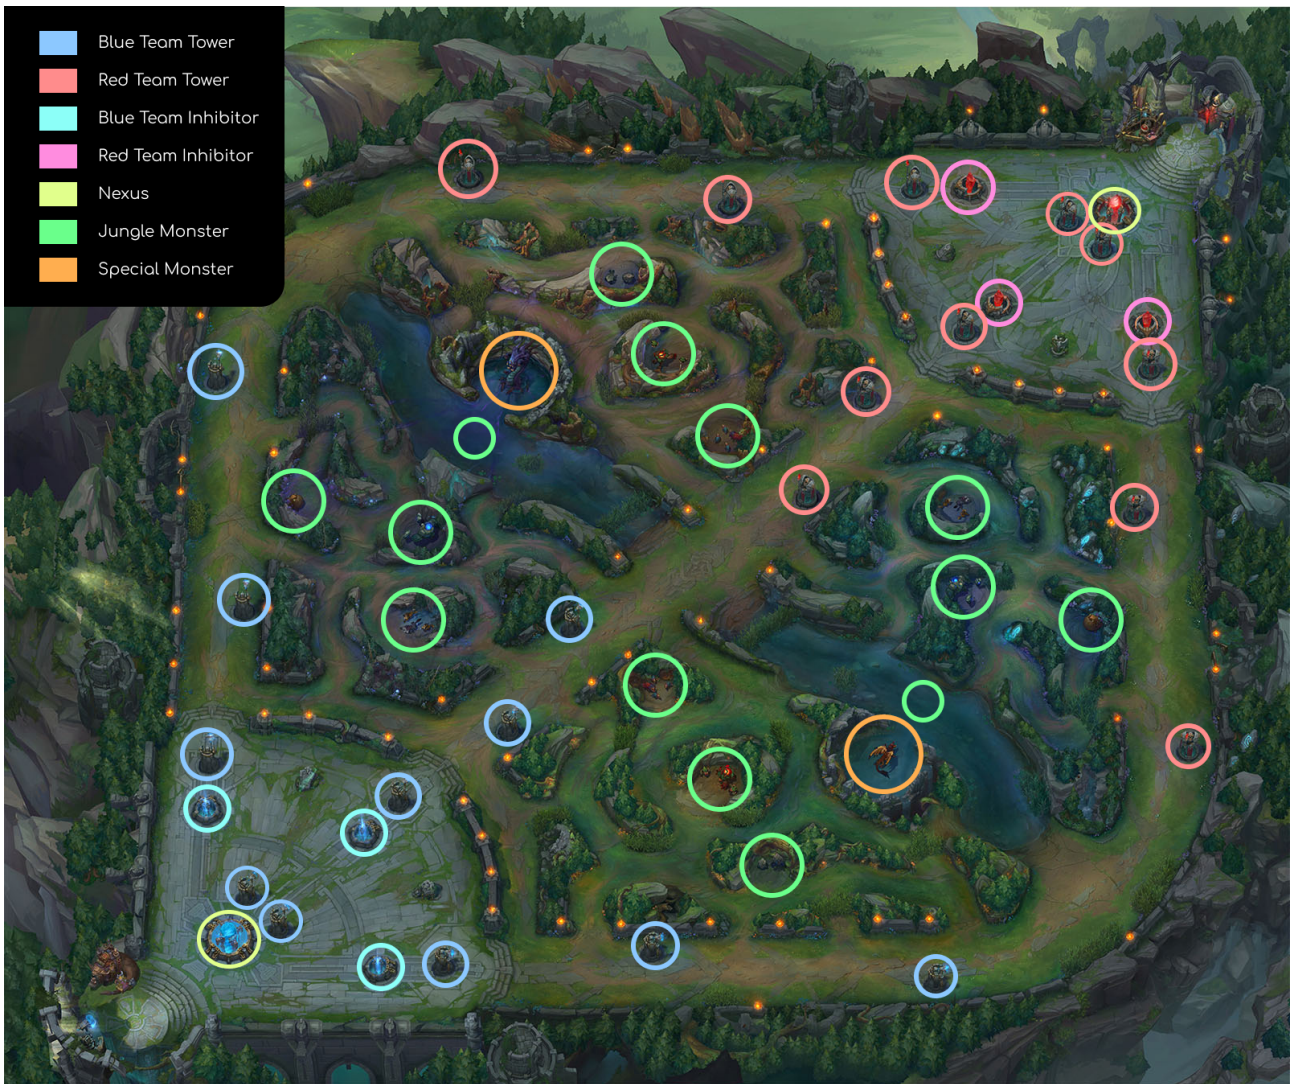 Blue Team Tower
Red Team Tower
Blue Team Inhibitor
Red Team Inhibitor
Nexus
Jungle Monster
Special Monster